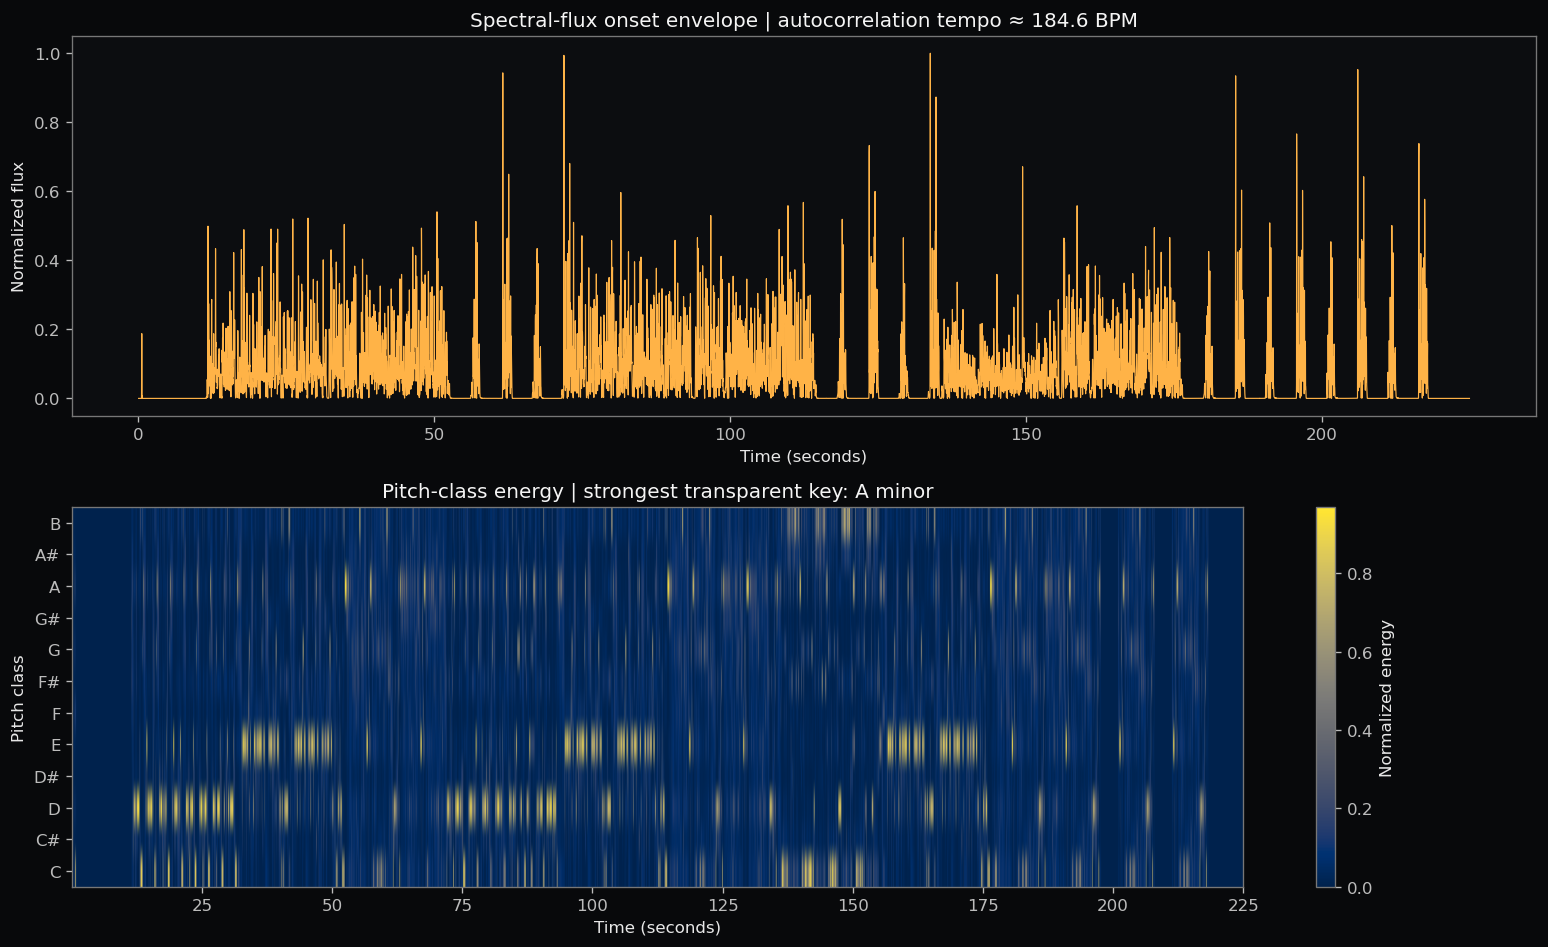 Spectral-flux onset envelope | autocorrelation tempo ≈ 184.6 BPM
1.0
0.8
0.6
0.4
0.2
0.0
Normalized flux
0 50 100 150 200
Time (seconds)
Pitch-class energy | strongest transparent key: A minor
B
A#
A
G#
G
F#
F
E
D#
D
C#
C
Pitch class
25 50 75 100 125 150 175 200 225
Time (seconds)
0.8
0.6
0.4
0.2
0.0
Normalized energy